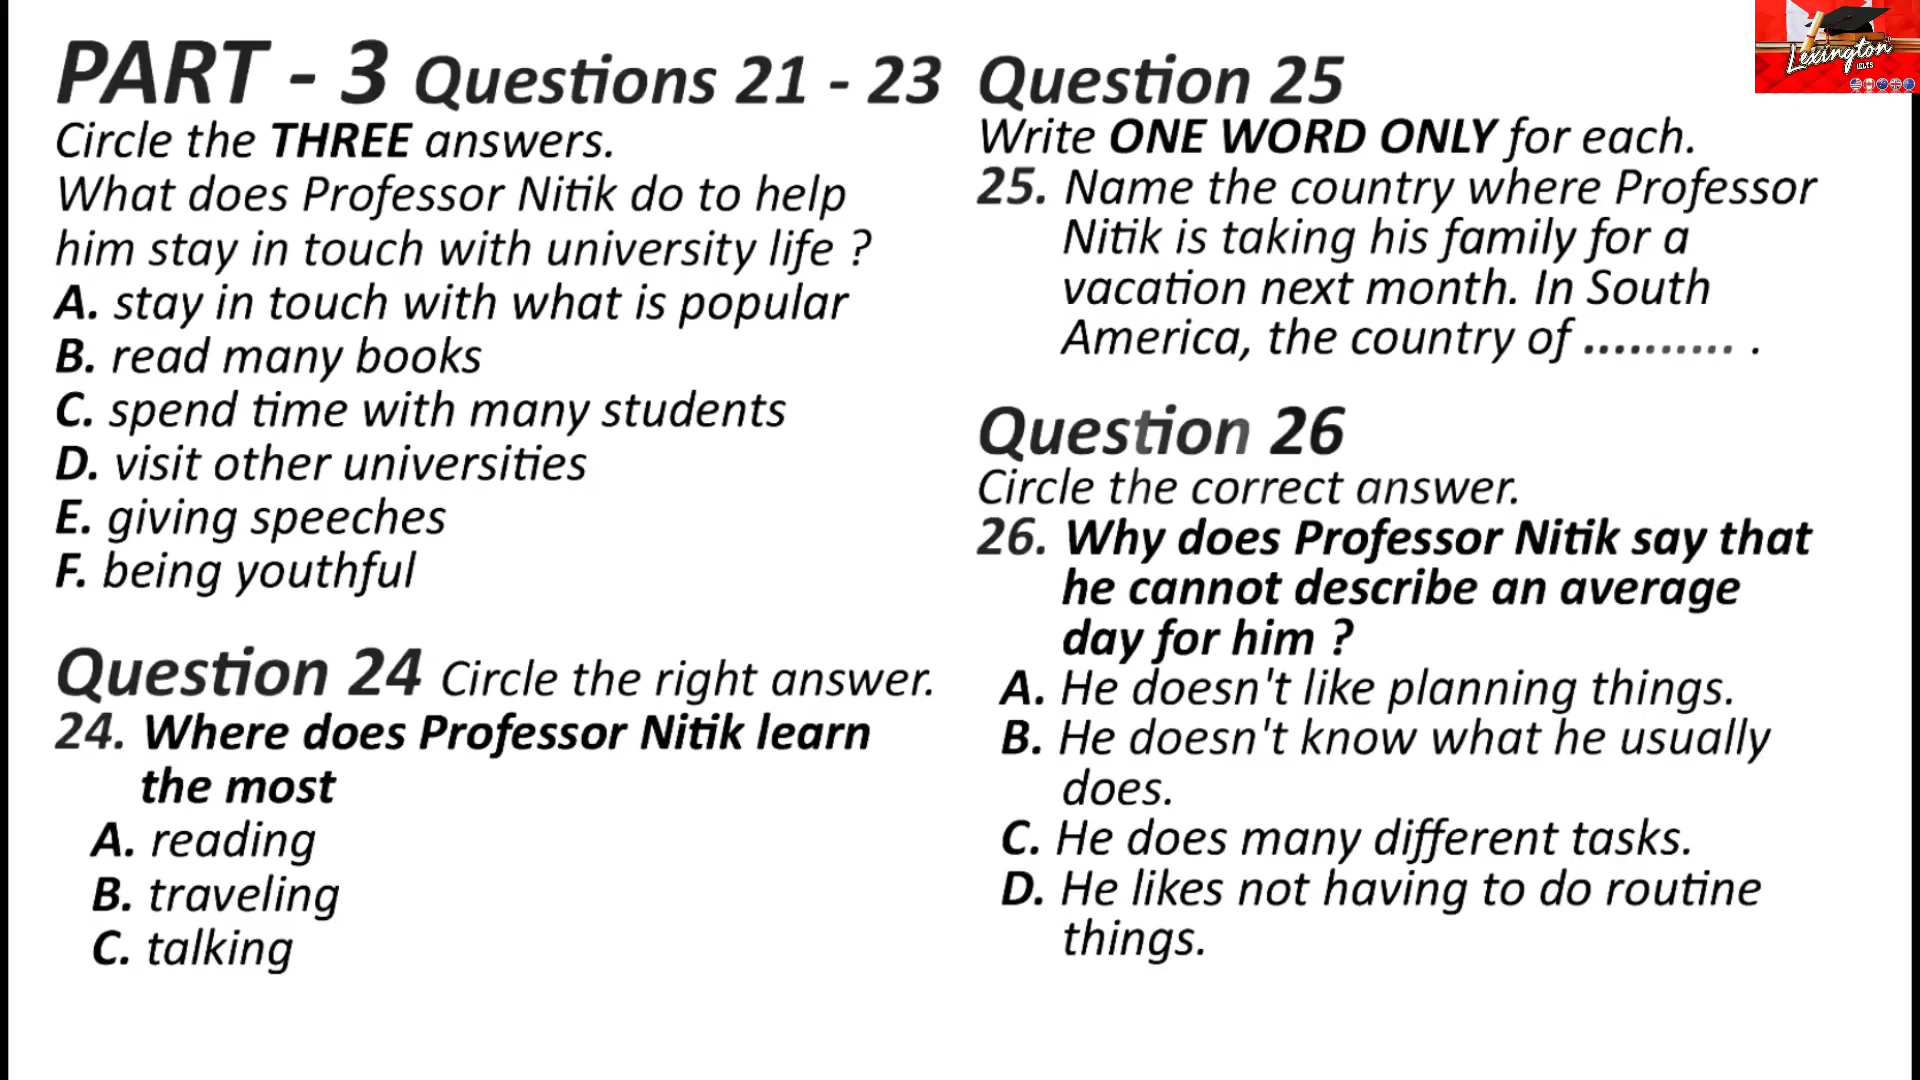 PART - 3 Questions 21 - 23
Circle the THREE answers.
What does Professor Nitik do to help
him stay in touch with university life ?
A. stay in touch with what is popular
B. read many books
C. spend time with many students
D. visit other universities
E. giving speeches
F. being youthful
Question 24 Circle the right answer.
24. Where does Professor Nitik learn
the most
A. reading
B. traveling
C. talking
Question 25
Write ONE WORD ONLY for each.
25. Name the country where Professor
Nitik is taking his family for a
vacation next month. In South
America, the country of .......... .
Question 26
Circle the correct answer.
26. Why does Professor Nitik say that
he cannot describe an average
day for him ?
A. He doesn't like planning things.
B. He doesn't know what he usually
does.
C. He does many different tasks.
D. He likes not having to do routine
things.
Lexington
IELTS